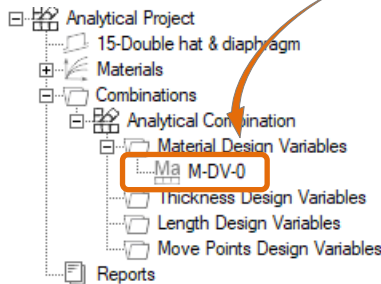 Analytical Project
15-Double hat & diaphragm
Materials
Combinations
Analytical Combination
Material Design Variables
Ma M-DV-0
Thickness Design Variables
Length Design Variables
Move Points Design Variables
Reports